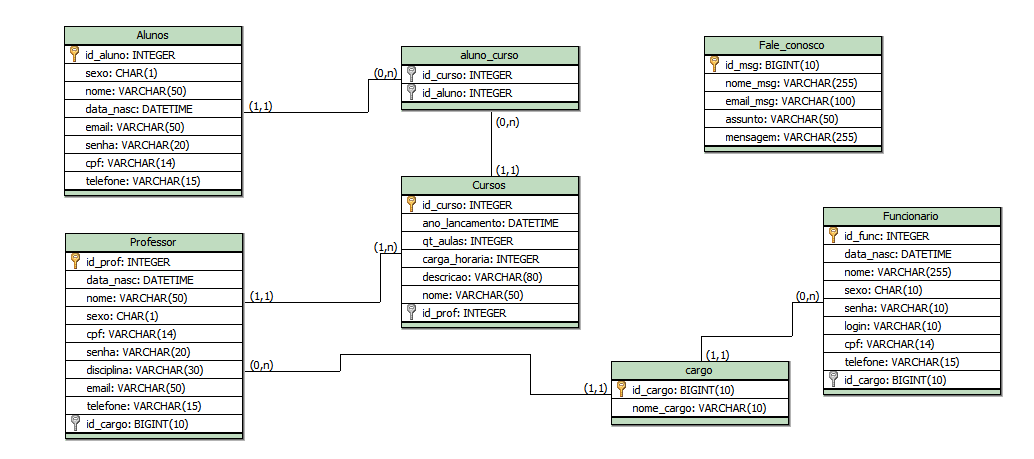 Alunos
id_aluno: INTEGER
sexo: CHAR(1)
nome: VARCHAR(50)
data_nasc: DATETIME
email: VARCHAR(50)
senha: VARCHAR(20)
cpf: VARCHAR(14)
telefone: VARCHAR(15)
(1,1)
(0,n)
aluno_curso
id_curso: INTEGER
id_aluno: INTEGER
(0,n)
(1,1)
Fale_conosco
id_msg: BIGINT(10)
nome_msg: VARCHAR(255)
email_msg: VARCHAR(100)
assunto: VARCHAR(50)
mensagem: VARCHAR(255)
Cursos
id_curso: INTEGER
ano_lancamento: DATETIME
qt_aulas: INTEGER
carga_horaria: INTEGER
descricao: VARCHAR(80)
nome: VARCHAR(50)
id_prof: INTEGER
(1,n)
(1,1)
Professor
id_prof: INTEGER
data_nasc: DATETIME
nome: VARCHAR(50)
sexo: CHAR(1)
cpf: VARCHAR(14)
senha: VARCHAR(20)
disciplina: VARCHAR(30)
email: VARCHAR(50)
telefone: VARCHAR(15)
id_cargo: BIGINT(10)
(0,n)
(1,1)
Funcionario
id_func: INTEGER
data_nasc: DATETIME
nome: VARCHAR(255)
sexo: CHAR(10)
senha: VARCHAR(10)
login: VARCHAR(10)
cpf: VARCHAR(14)
telefone: VARCHAR(15)
id_cargo: BIGINT(10)
(0,n)
(1,1)
cargo
id_cargo: BIGINT(10)
nome_cargo: VARCHAR(10)